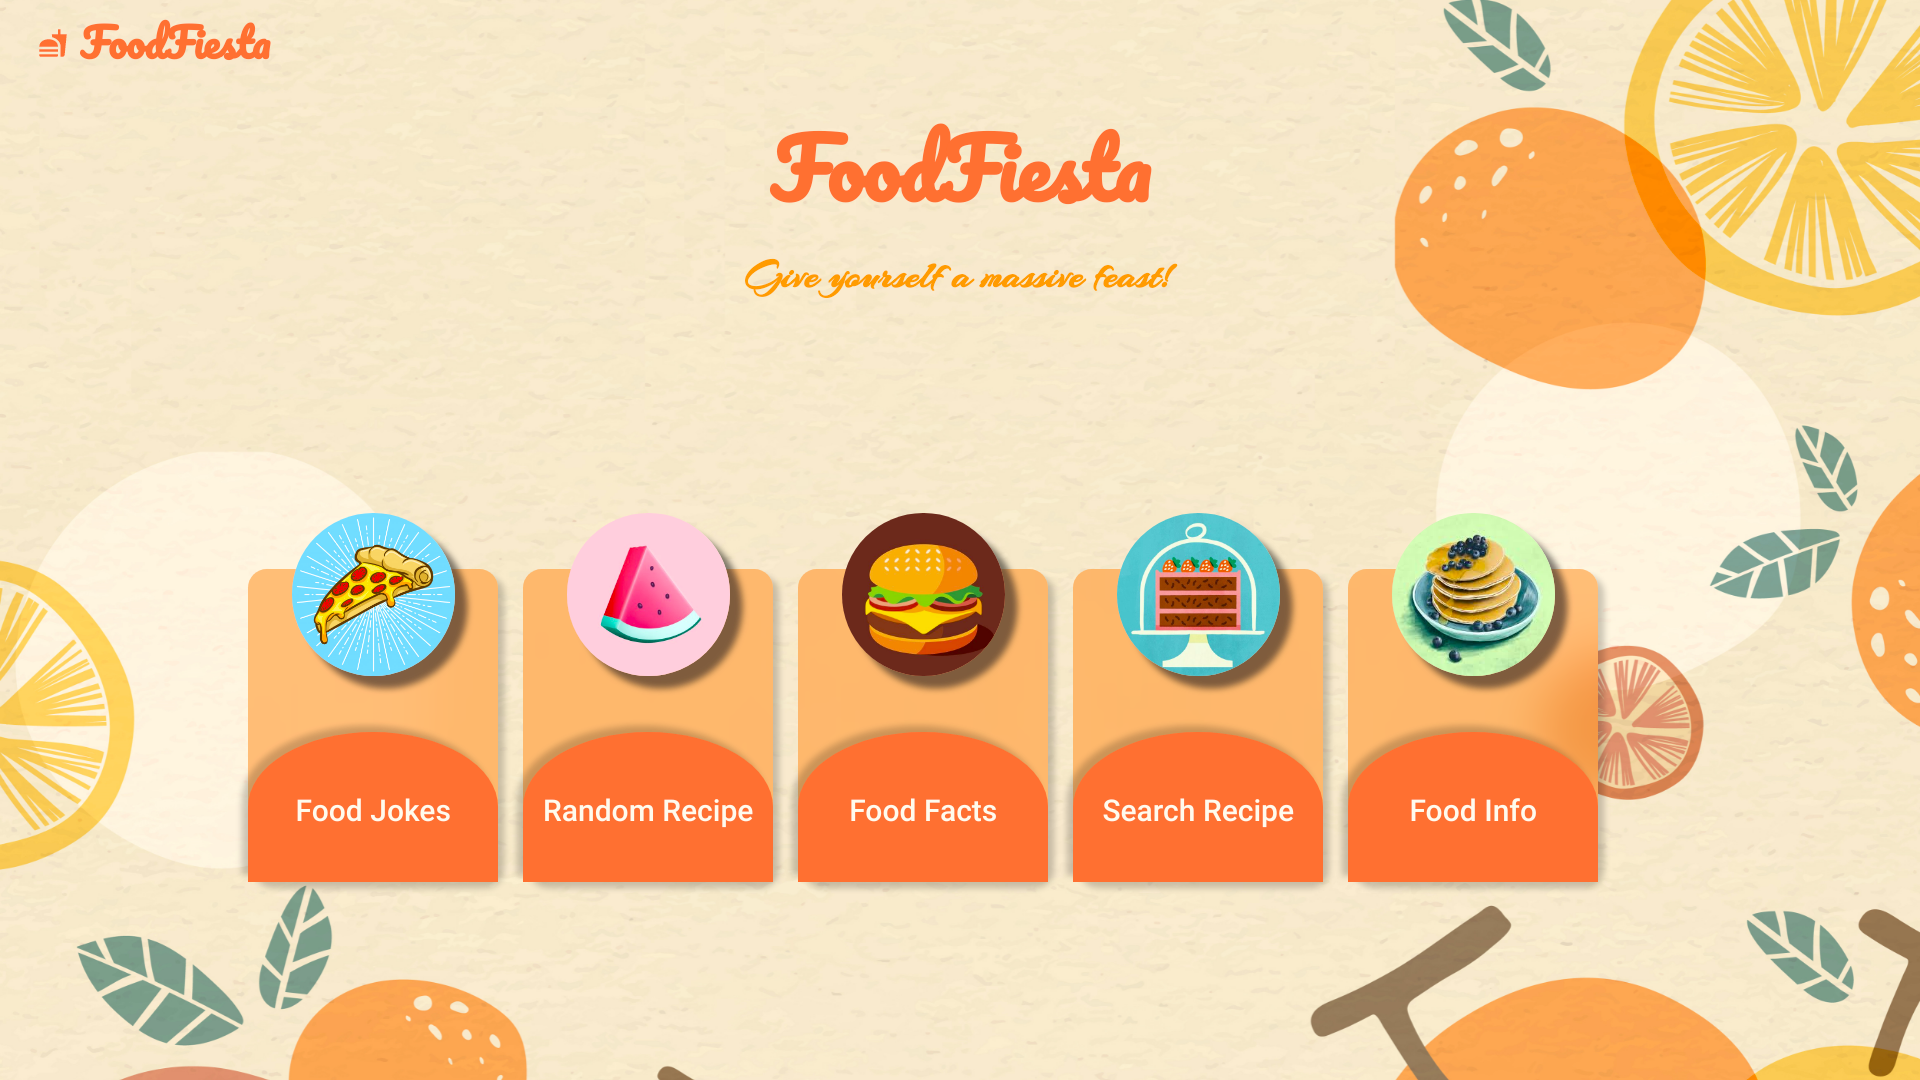 FoodFiesta
FoodFiesta
Give yourself a massive feast!
Food Jokes
Random Recipe
Food Facts
Search Recipe
Food Info